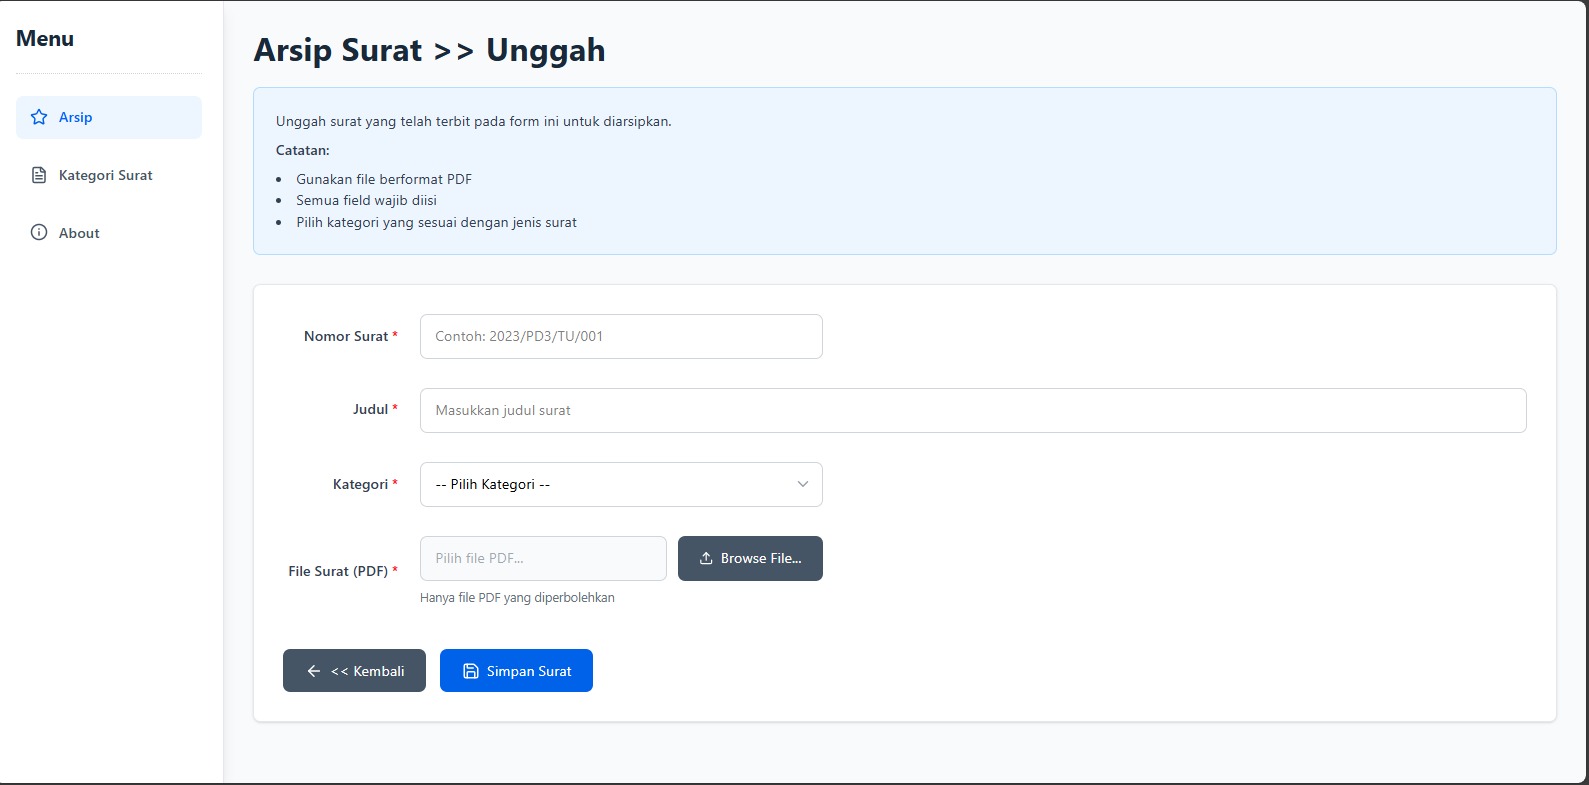 Menu
Arsip
Kategori Surat
About
Arsip Surat >> Unggah
Unggah surat yang telah terbit pada form ini untuk diarsipkan.
Catatan:
• Gunakan file berformat PDF
• Semua field wajib diisi
• Pilih kategori yang sesuai dengan jenis surat
Nomor Surat * Contoh: 2023/PD3/TU/001
Judul * Masukkan judul surat
Kategori * -- Pilih Kategori --
File Surat (PDF) * Pilih file PDF... Browse File...
Hanya file PDF yang diperbolehkan
<< Kembali Simpan Surat